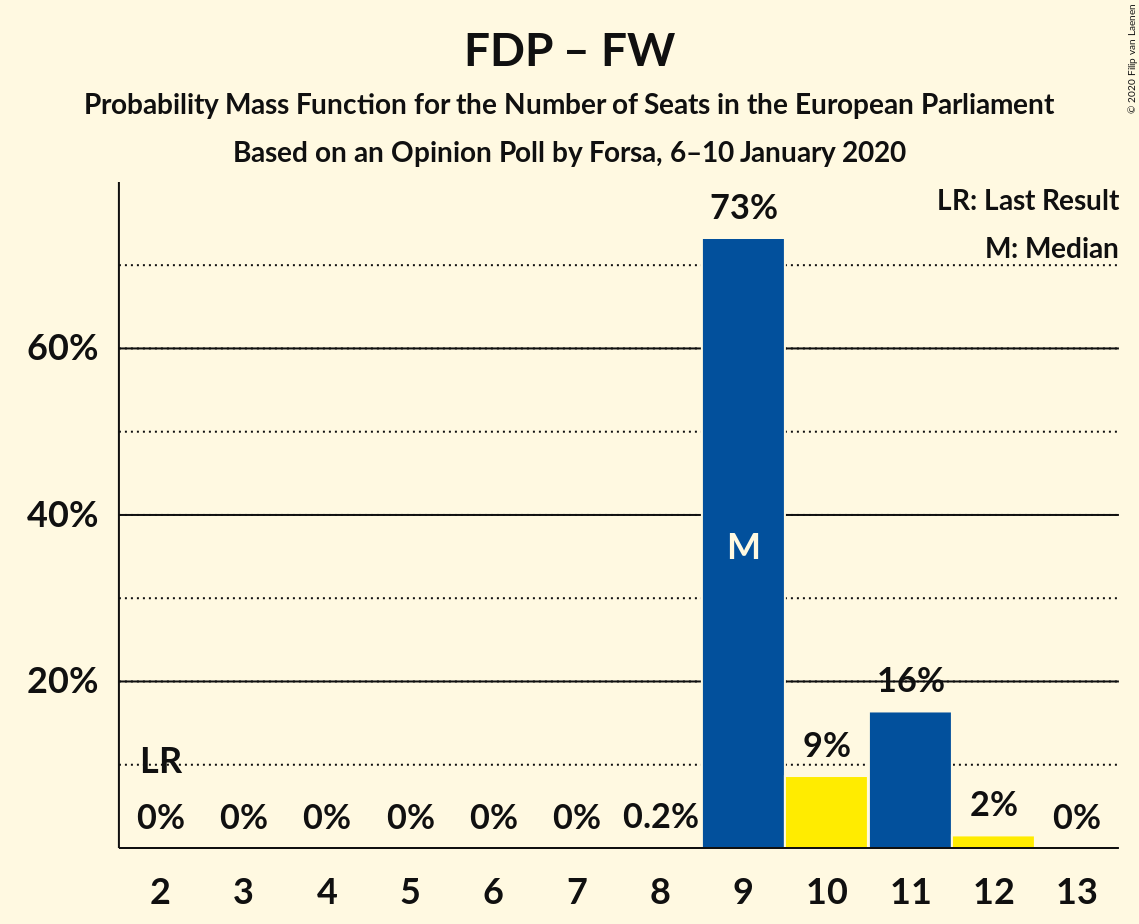 FDP – FW
Probability Mass Function for the Number of Seats in the European Parliament
Based on an Opinion Poll by Forsa, 6–10 January 2020
© 2020 Filip van Laenen
LR: Last Result
M: Median
73%
60%
40%
M
20%
16%
9%
LR
2%
0% 0% 0% 0% 0% 0% 0.2% 0%
2 3 4 5 6 7 8 9 10 11 12 13